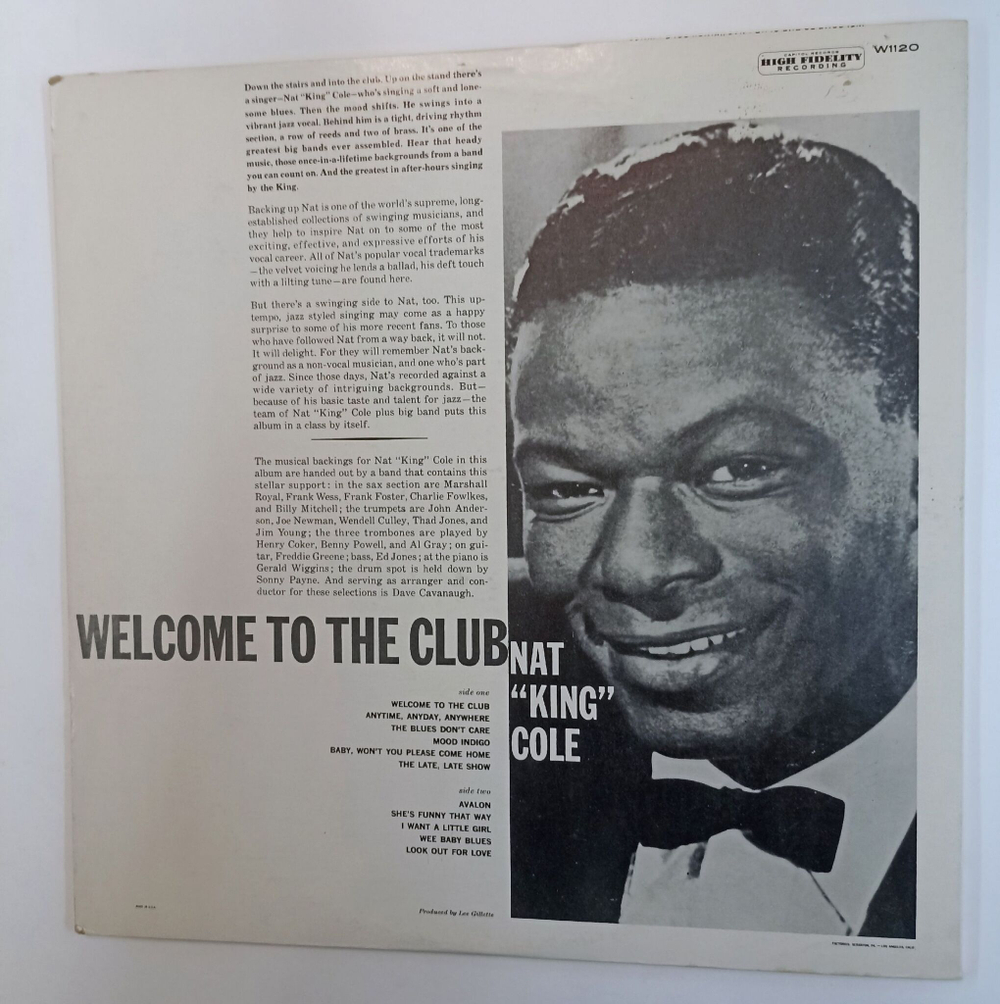 CAPITOL RECORDS
HIGH FIDELITY
RECORDING
W1120
Down the stairs and into the club. Up on the stand there's
a singer—Nat "King" Cole—who's singing a soft and lone-
some blues. Then the mood shifts. He swings into a
vibrant jazz vocal. Behind him is a tight, driving rhythm
section, a row of reeds and two of brass. It's one of the
greatest big bands ever assembled. Hear that heady
music, those once-in-a-lifetime backgrounds from a band
you can count on. And the greatest in after-hours singing
by the King.
Backing up Nat is one of the world's supreme, long-
established collections of swinging musicians, and
they help to inspire Nat on to some of the most
exciting, effective, and expressive efforts of his
vocal career. All of Nat's popular vocal trademarks
—the velvet voicing he lends a ballad, his deft touch
with a lilting tune—are found here.
But there's a swinging side to Nat, too. This up-
tempo, jazz styled singing may come as a happy
surprise to some of his more recent fans. To those
who have followed Nat from a way back, it will not.
It will delight. For they will remember Nat's back-
ground as a non-vocal musician, and one who's part
of jazz. Since those days, Nat's recorded against a
wide variety of intriguing backgrounds. But—
because of his basic taste and talent for jazz—the
team of Nat "King" Cole plus big band puts this
album in a class by itself.
The musical backings for Nat "King" Cole in this
album are handed out by a band that contains this
stellar support: in the sax section are Marshall
Royal, Frank Wess, Frank Foster, Charlie Fowlkes,
and Billy Mitchell; the trumpets are John Ander-
son, Joe Newman, Wendell Culley, Thad Jones, and
Jim Young; the three trombones are played by
Henry Coker, Benny Powell, and Al Gray; on gui-
tar, Freddie Greene; bass, Ed Jones; at the piano is
Gerald Wiggins; the drum spot is held down by
Sonny Payne. And serving as arranger and con-
ductor for these selections is Dave Cavanaugh.
WELCOME TO THE CLUB
NAT
"KING"
COLE
side one
WELCOME TO THE CLUB
ANYTIME, ANYDAY, ANYWHERE
THE BLUES DON'T CARE
MOOD INDIGO
BABY, WON'T YOU PLEASE COME HOME
THE LATE, LATE SHOW
side two
AVALON
SHE'S FUNNY THAT WAY
I WANT A LITTLE GIRL
WEE BABY BLUES
LOOK OUT FOR LOVE
Produced by Lee Gillette